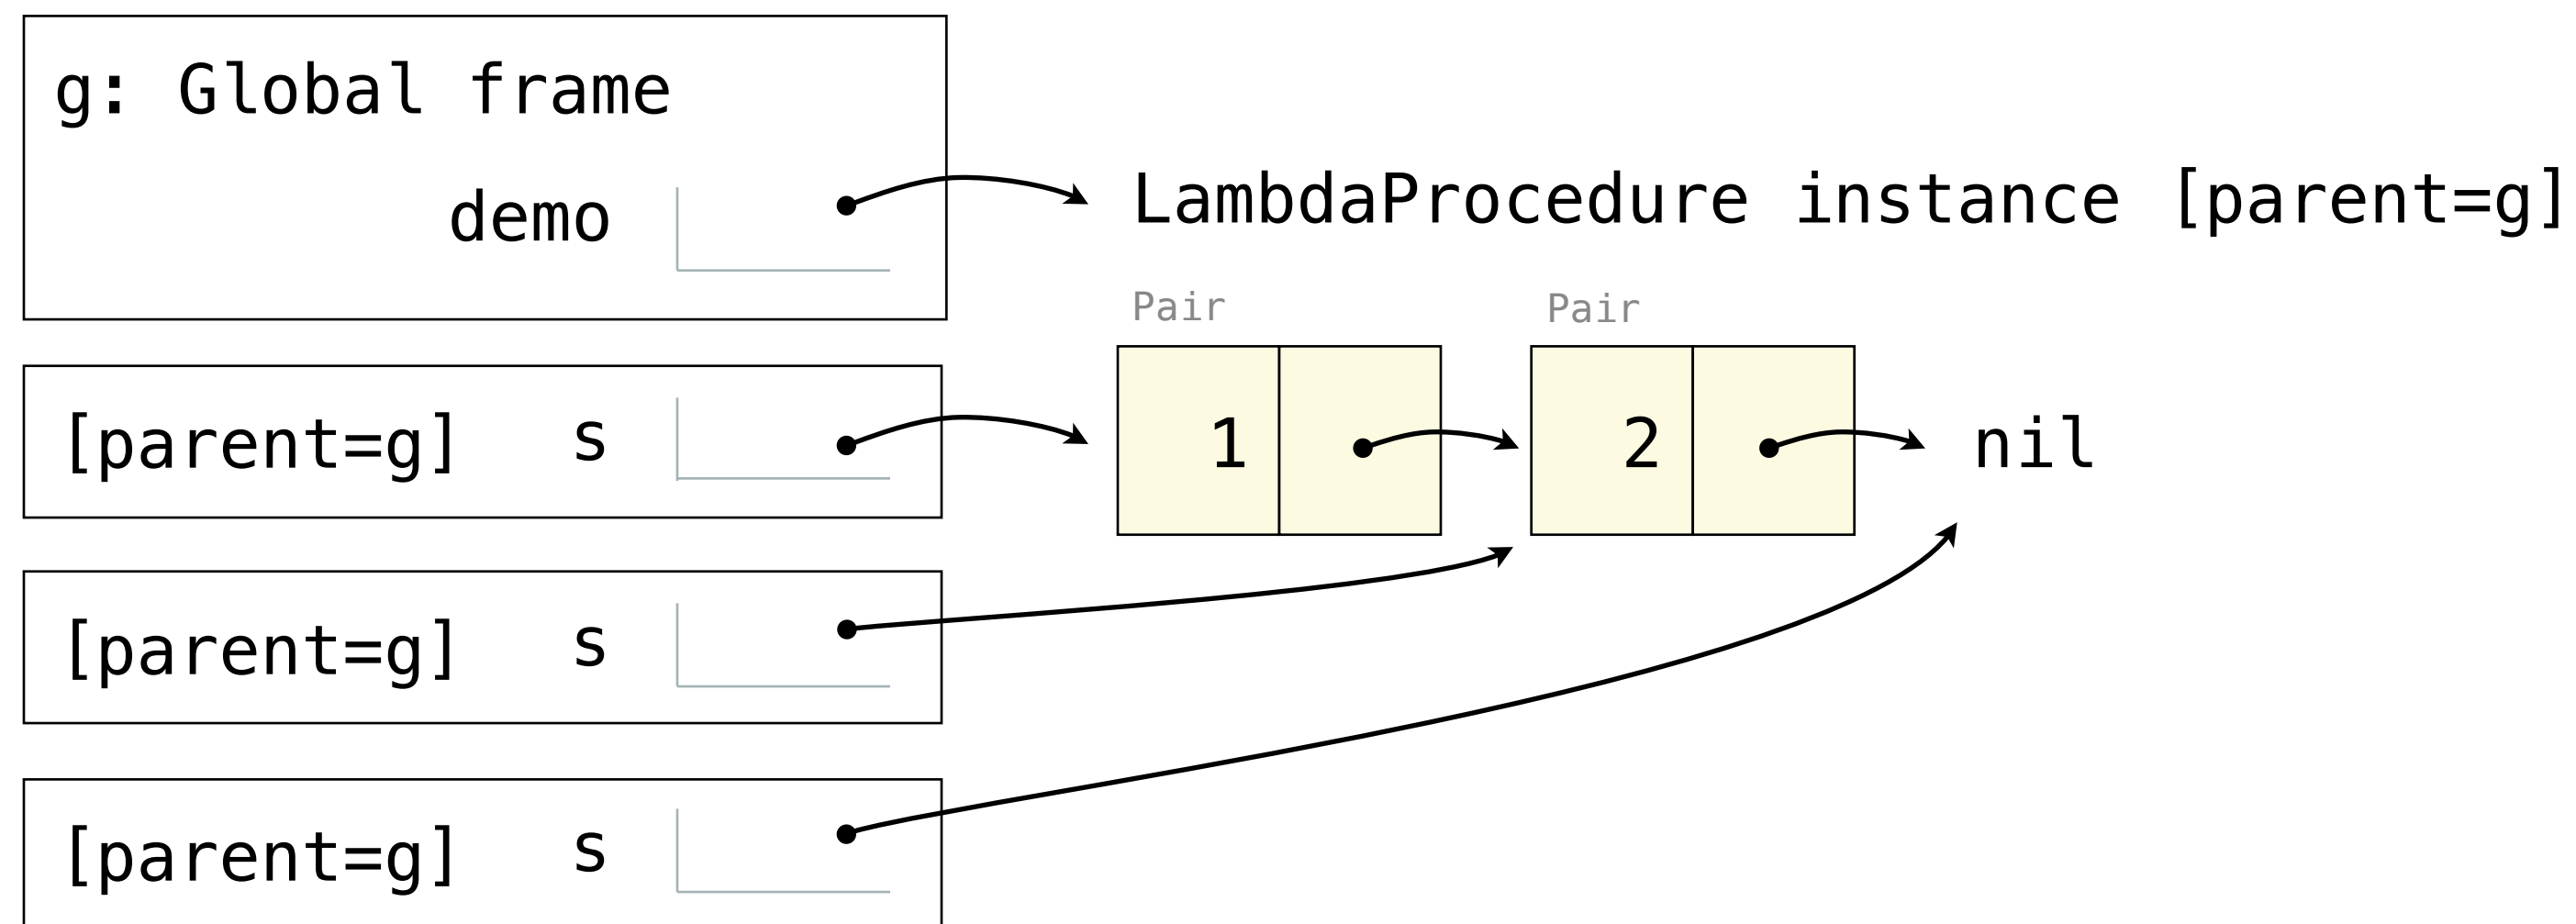 g: Global frame
demo
LambdaProcedure instance [parent=g]
Pair
Pair
[parent=g] s
1
2
nil
[parent=g] s
[parent=g] s